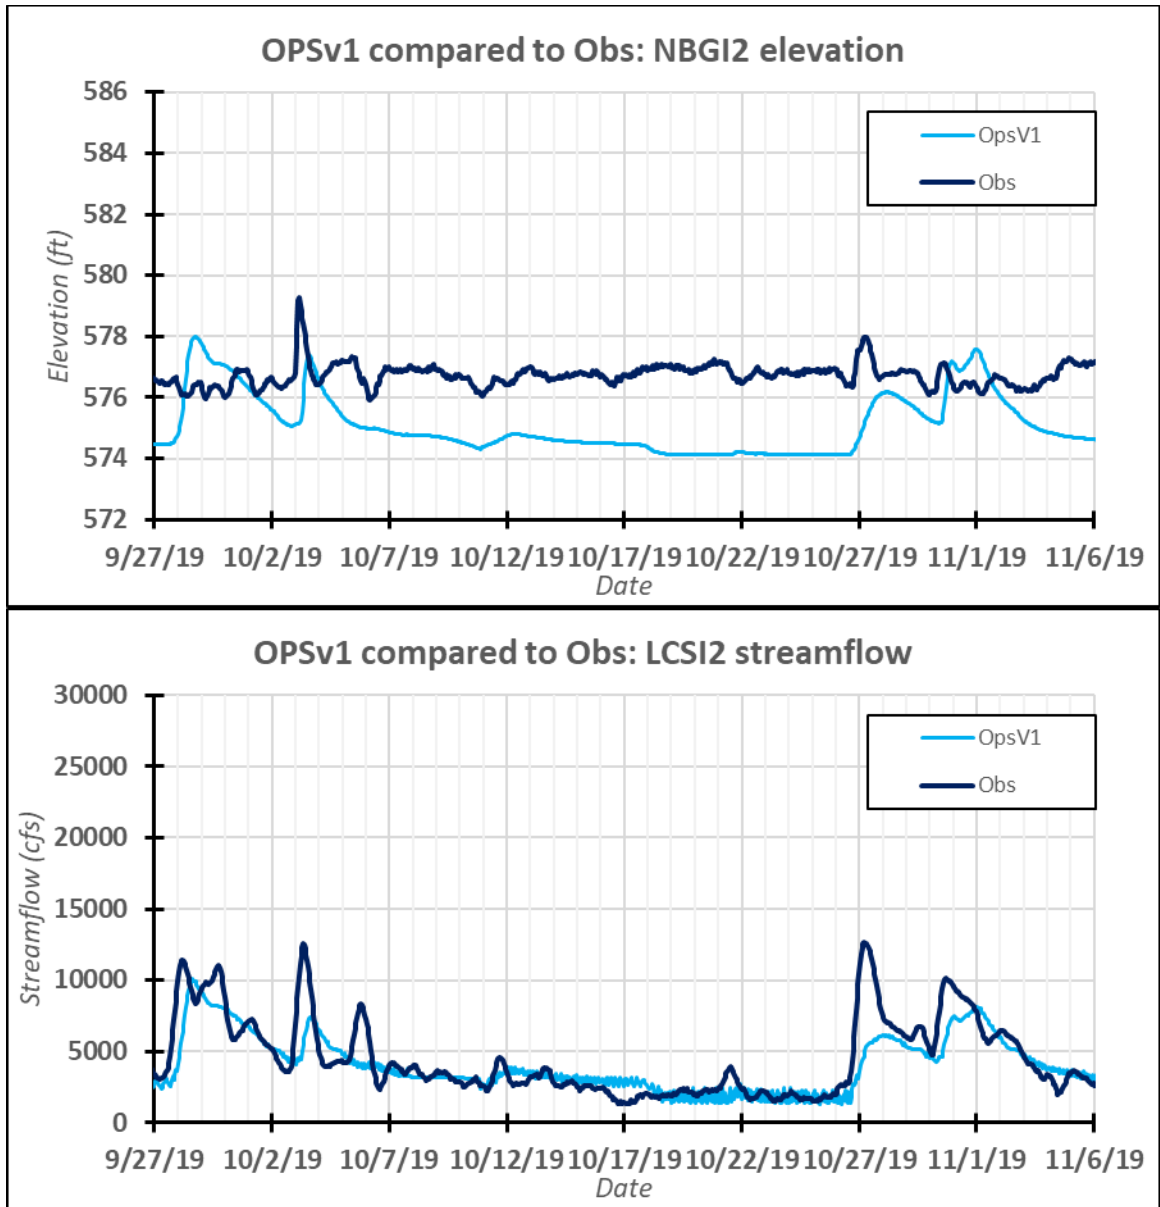 OPSv1 compared to Obs: NBGI2 elevation
586
584
582
580
578
576
574
572
Elevation (ft)
OpsV1
Obs
9/27/19 10/2/19 10/7/19 10/12/19 10/17/19 10/22/19 10/27/19 11/1/19 11/6/19
Date
OPSv1 compared to Obs: LCSI2 streamflow
30000
25000
20000
15000
10000
5000
0
Streamflow (cfs)
OpsV1
Obs
9/27/19 10/2/19 10/7/19 10/12/19 10/17/19 10/22/19 10/27/19 11/1/19 11/6/19
Date